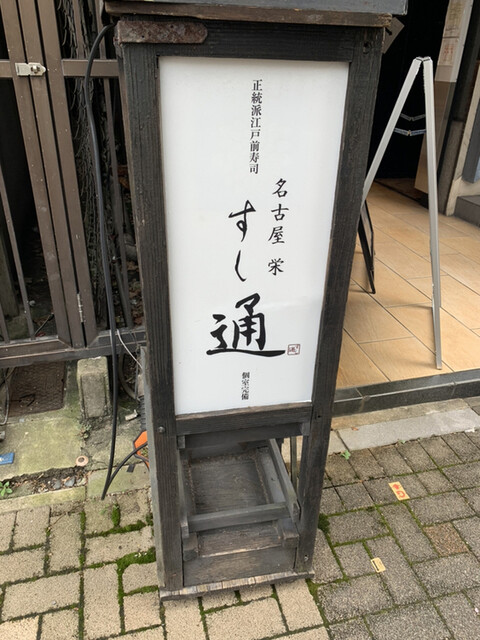 正統派江戸前寿司
名古屋 栄
すし
通
個室完備